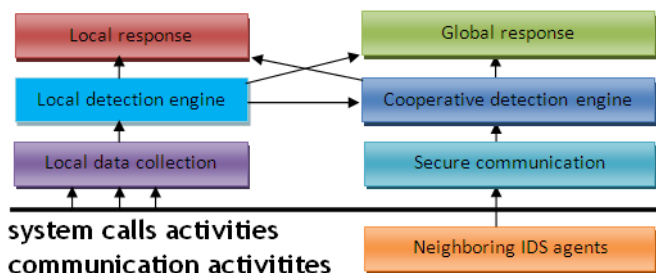 Local response
Global response
Local detection engine
Cooperative detection engine
Local data collection
Secure communication
system calls activities
communication activitites
Neighboring IDS agents